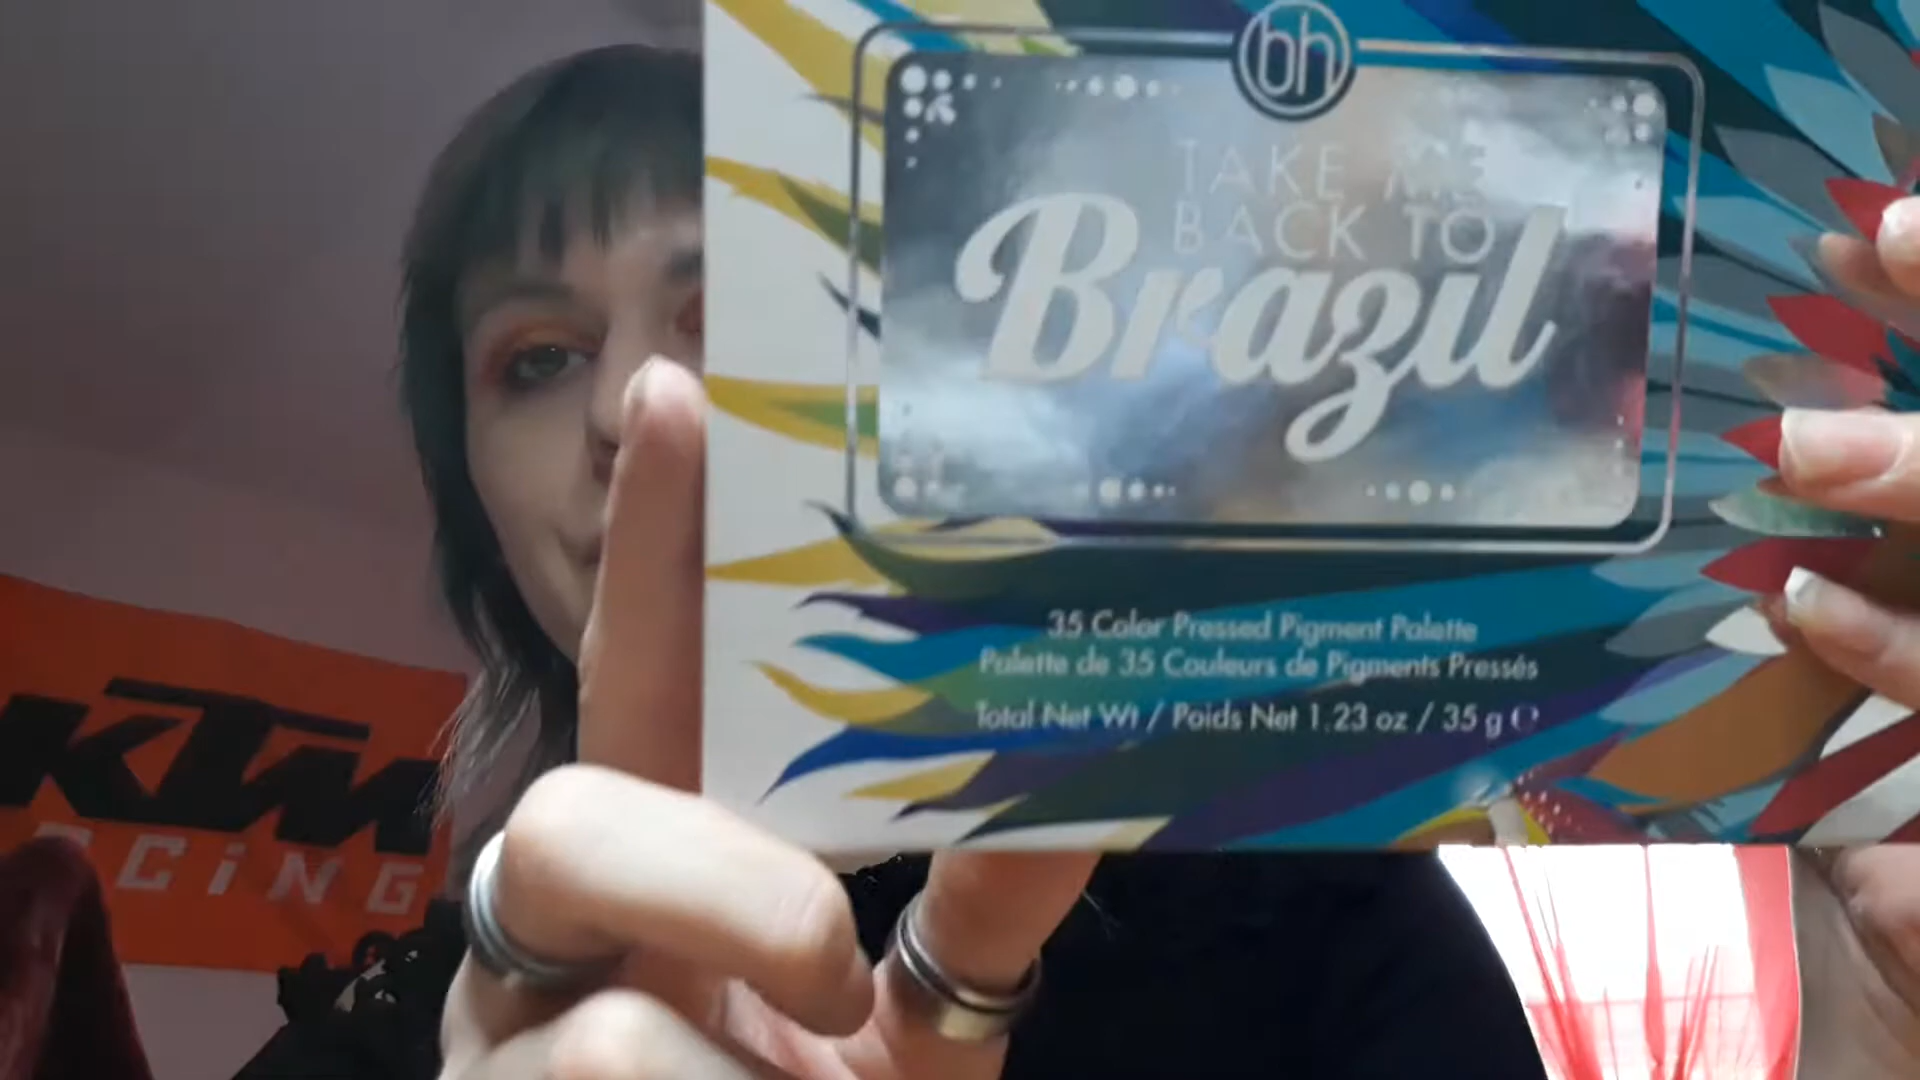 bh
TAKE ME
BACK TO
Brazil
35 Color Pressed Pigment Palette
Palette de 35 Couleurs de Pigments Pressés
Total Net Wt / Poids Net 1.23 oz / 35 g
KTM
CiNG